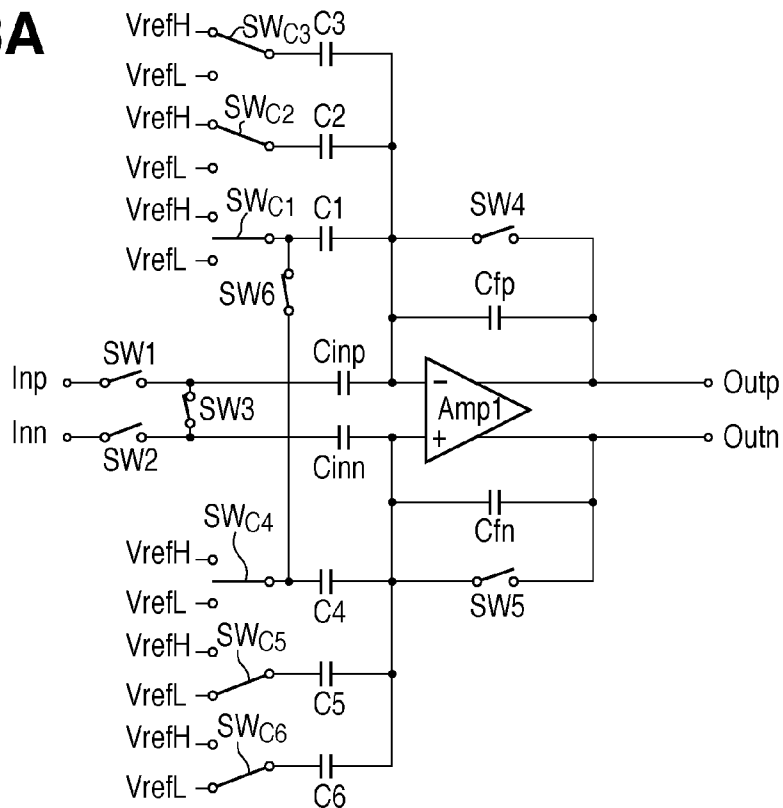 3A
VrefH
SWC3
C3
VrefL
VrefH
SWC2
C2
VrefL
VrefH
SWC1
C1
SW4
VrefL
SW6
Cfp
Inp
SW1
Cinp
Outp
SW3
Amp1
−
+
Inn
SW2
Cinn
Outn
SWC4
Cfn
VrefH
VrefL
C4
SW5
VrefH
SWC5
VrefL
C5
VrefH
SWC6
VrefL
C6